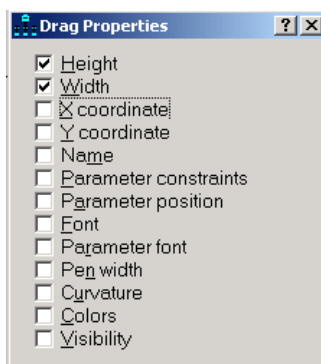 Drag Properties
Height
Width
X coordinate
Y coordinate
Name
Parameter constraints
Parameter position
Font
Parameter font
Pen width
Curvature
Colors
Visibility